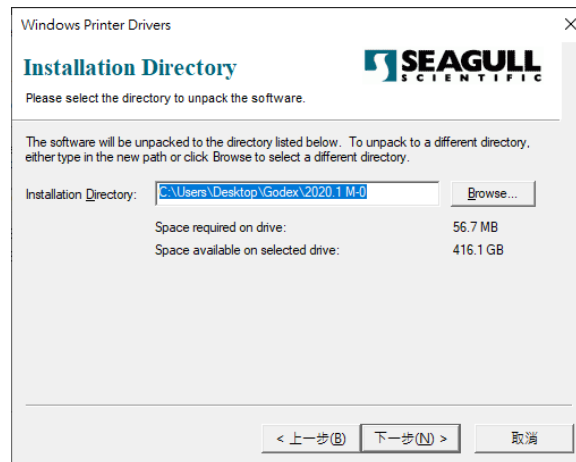 Windows Printer Drivers
Installation Directory
SEAGULL
SCIENTIFIC
Please select the directory to unpack the software.
The software will be unpacked to the directory listed below.  To unpack to a different directory,
either type in the new path or click Browse to select a different directory.
Installation Directory: C:\Users\Desktop\Godex\2020.1 M-0 Browse...
Space required on drive: 56.7 MB
Space available on selected drive: 416.1 GB
< 上一步(B) 下一步(N) > 取消